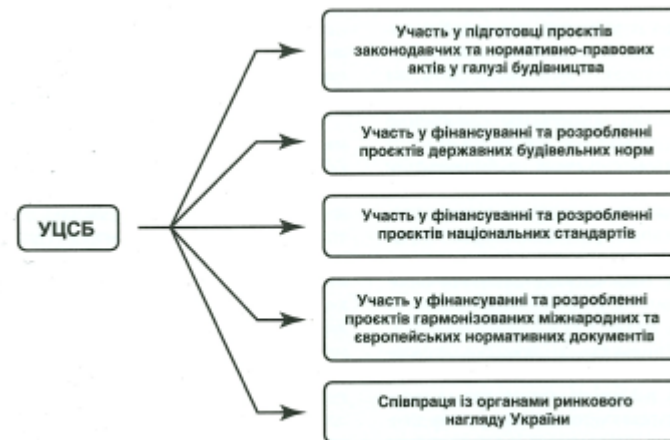 Участь у підготовці проєктів
законодавчих та нормативно-правових
актів у галузі будівництва
Участь у фінансуванні та розробленні
проєктів державних будівельних норм
УЦСБ
Участь у фінансуванні та розробленні
проєктів національних стандартів
Участь у фінансуванні та розробленні
проєктів гармонізованих міжнародних та
європейських нормативних документів
Співпраця із органами ринкового
нагляду України